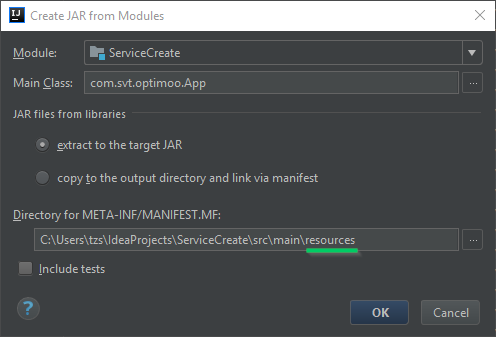 IJ Create JAR from Modules
Module: ServiceCreate
Main Class: com.svt.optimoo.App ...
JAR files from libraries
extract to the target JAR
copy to the output directory and link via manifest
Directory for META-INF/MANIFEST.MF:
C:\Users\tzs\IdeaProjects\ServiceCreate\src\main\resources ...
Include tests
? OK Cancel